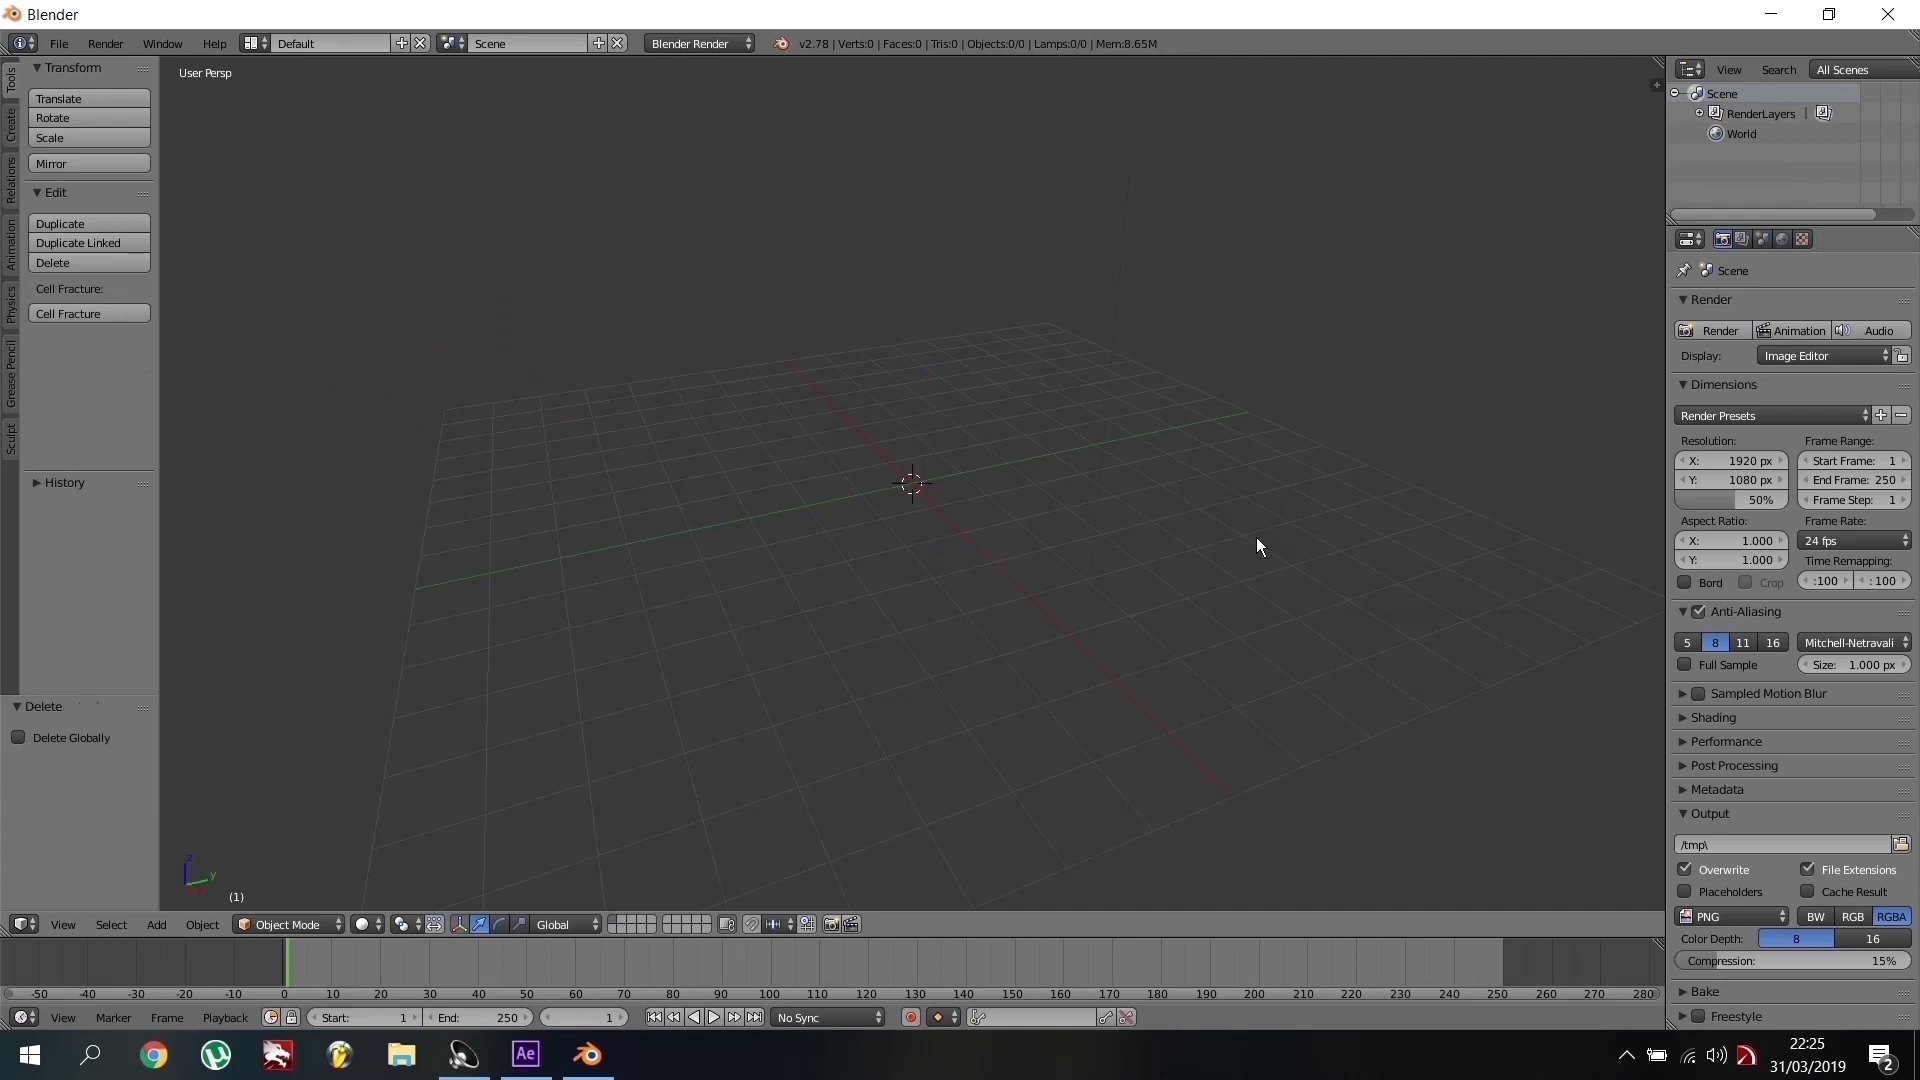 Blender
File Render Window Help Default Scene Blender Render v2.78 | Verts:0 | Faces:0 | Tris:0 | Objects:0/0 | Lamps:0/0 | Mem:8.65M
Tools
Create
Relations
Animation
Physics
Grease Pencil
Sculpt
Transform
Translate
Rotate
Scale
Mirror
Edit
Duplicate
Duplicate Linked
Delete
Cell Fracture:
Cell Fracture
History
Delete
Delete Globally
User Persp
z
y
(1)
View Select Add Object Object Mode Global
-50 -40 -30 -20 -10 0 10 20 30 40 50 60 70 80 90 100 110 120 130 140 150 160 170 180 190 200 210 220 230 240 250 260 270 280
View Marker Frame Playback Start: 1 End: 250 1 No Sync
View Search All Scenes
Scene
RenderLayers |
World
Scene
Render
Render Animation Audio
Display: Image Editor
Dimensions
Render Presets
Resolution: Frame Range:
X: 1920 px Start Frame: 1
Y: 1080 px End Frame: 250
50% Frame Step: 1
Aspect Ratio: Frame Rate:
X: 1.000 24 fps
Y: 1.000 Time Remapping:
Bord Crop :100 :100
Anti-Aliasing
5 8 11 16 Mitchell-Netravali
Full Sample Size: 1.000 px
Sampled Motion Blur
Shading
Performance
Post Processing
Metadata
Output
/tmp\
Overwrite File Extensions
Placeholders Cache Result
PNG BW RGB RGBA
Color Depth: 8 16
Compression: 15%
Bake
Freestyle
Ae
22:25
31/03/2019
2